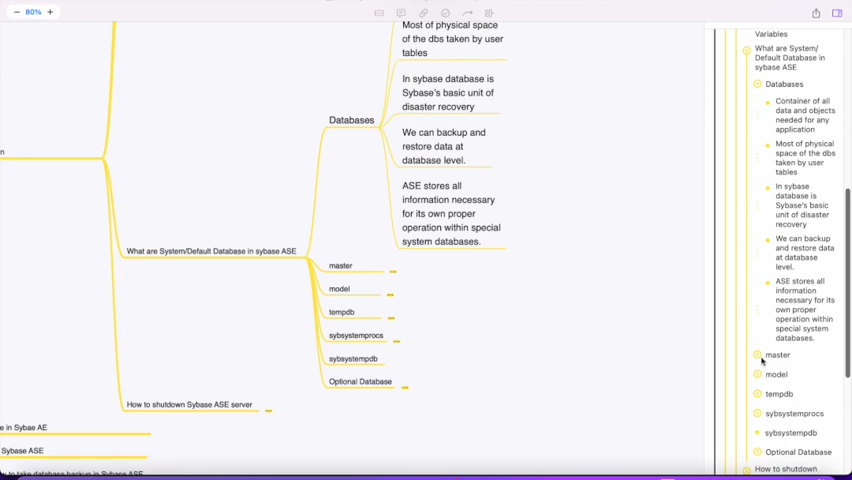 80%
Most of physical space
of the dbs taken by user
tables
In sybase database is
Sybase's basic unit of
disaster recovery
Databases
We can backup and
restore data at
database level.
n
ASE stores all
information necessary
for its own proper
operation within special
system databases.
What are System/Default Database in sybase ASE
master
model
tempdb
sybsystemprocs
sybsystempdb
Optional Database
How to shutdown Sybase ASE server
e in Sybae AE
Sybase ASE
to take database backup in Sybase ASE
Variables
What are System/
Default Database in
sybase ASE
Databases
Container of all
data and objects
needed for any
application
Most of physical
space of the dbs
taken by user
tables
In sybase
database is
Sybase's basic
unit of disaster
recovery
We can backup
and restore data
at database
level.
ASE stores all
information
necessary for its
own proper
operation within
special system
databases.
master
model
tempdb
sybsystemprocs
sybsystempdb
Optional Database
How to shutdown